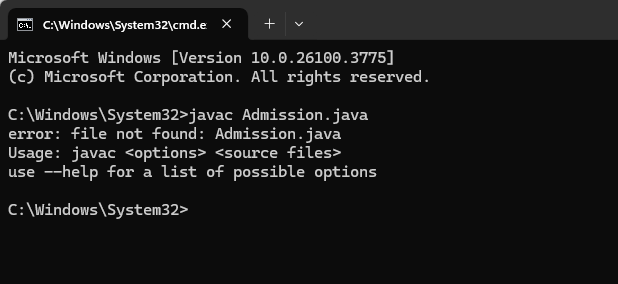 C:\Windows\System32\cmd.e
Microsoft Windows [Version 10.0.26100.3775]
(c) Microsoft Corporation. All rights reserved.
C:\Windows\System32>javac Admission.java
error: file not found: Admission.java
Usage: javac <options> <source files>
use --help for a list of possible options
C:\Windows\System32>